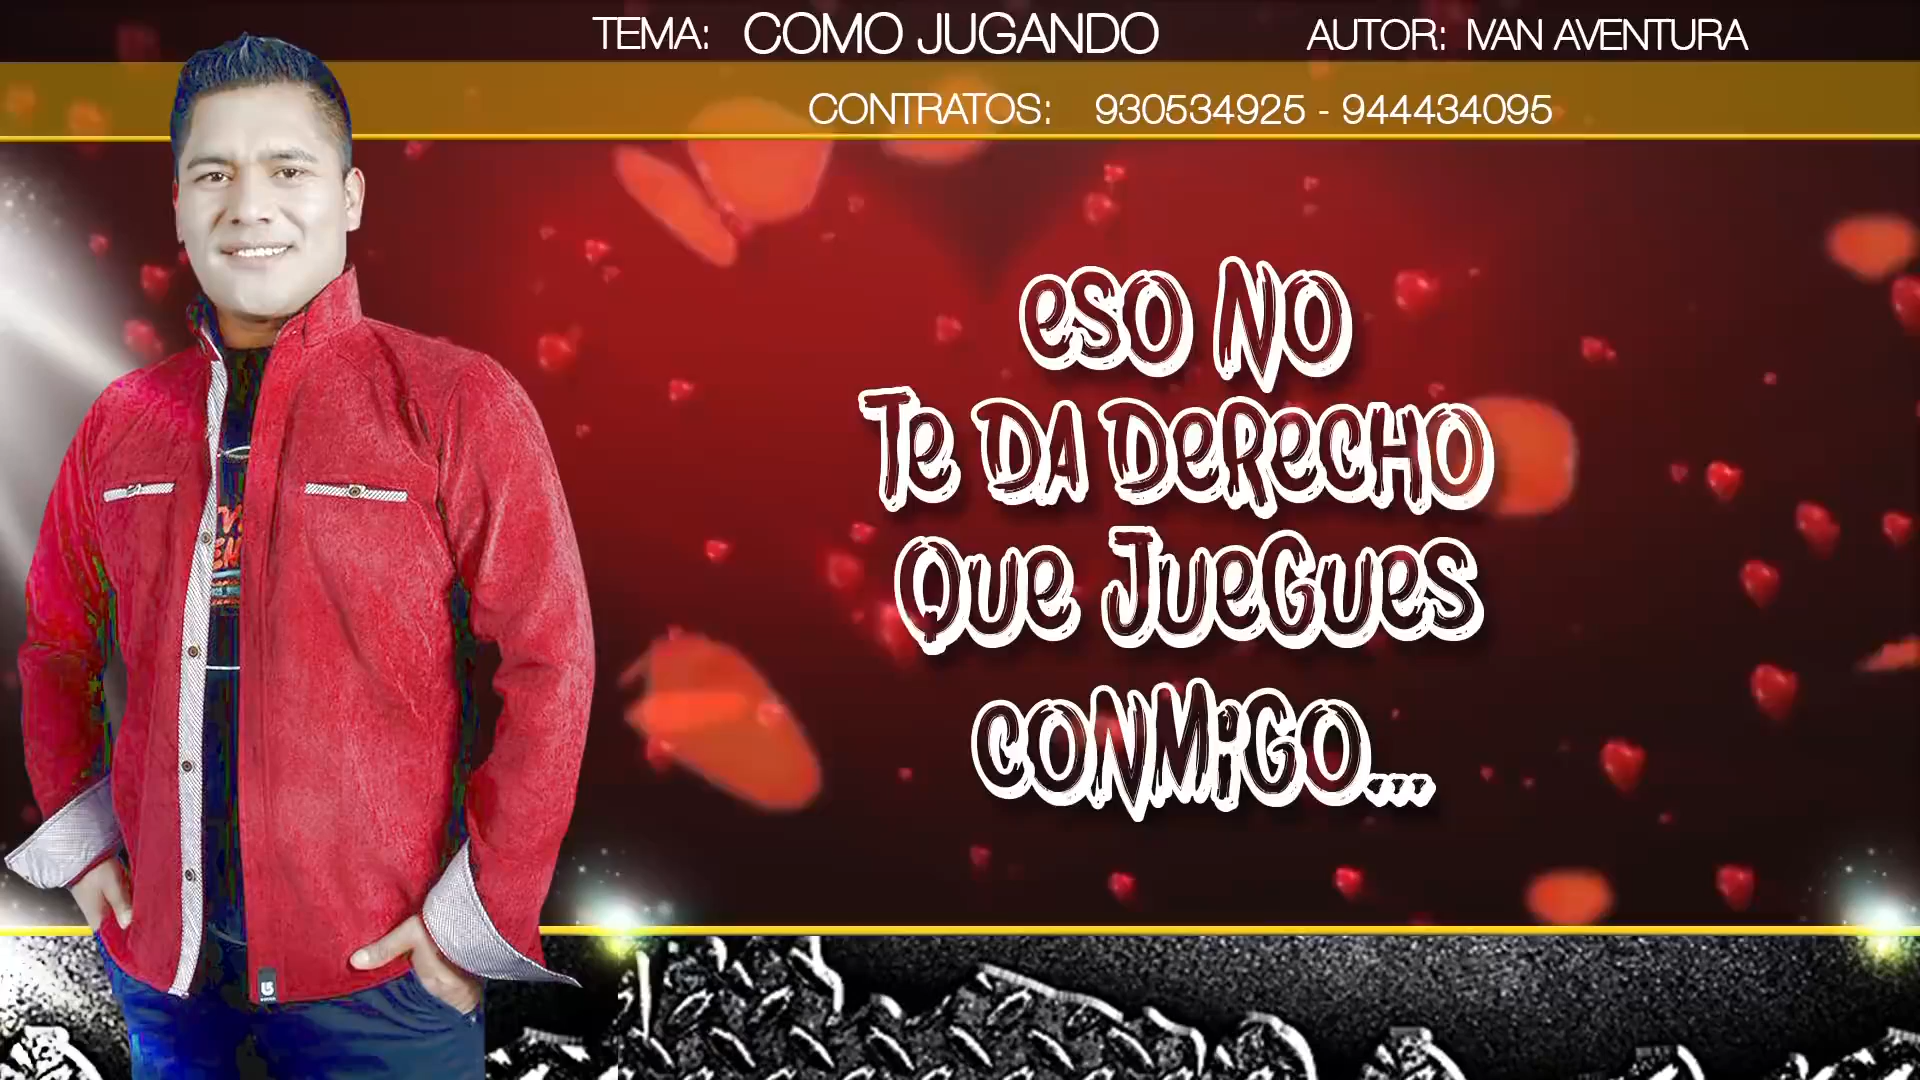 TEMA: COMO JUGANDO AUTOR: IVAN AVENTURA
CONTRATOS: 930534925 - 944434095
eso NO
Te DA DeReCHO
QUe JUeGUes
CONMiGO...